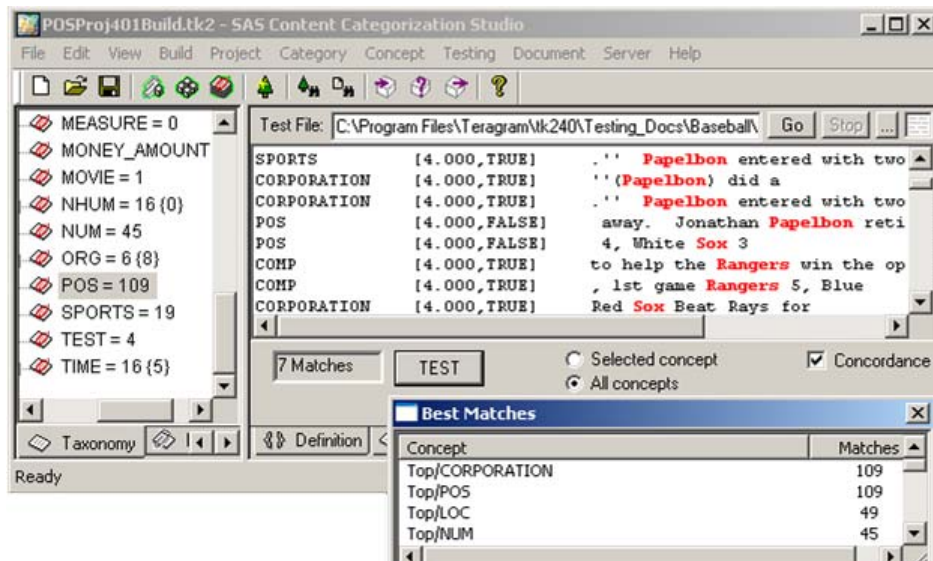 POSProj401Build.tk2 - SAS Content Categorization Studio
File Edit View Build Project Category Concept Testing Document Server Help
MEASURE = 0
MONEY_AMOUNT
MOVIE = 1
NHUM = 16 {0}
NUM = 45
ORG = 6 {8}
POS = 109
SPORTS = 19
TEST = 4
TIME = 16 {5}
Taxonomy
Ready
Test File: C:\Program Files\Teragram\tk240\Testing_Docs\Baseball\ Go Stop ...
SPORTS [4.000,TRUE] .'' Papelbon entered with two
CORPORATION [4.000,TRUE] ''(Papelbon) did a
CORPORATION [4.000,TRUE] .'' Papelbon entered with two
POS [4.000,FALSE] away. Jonathan Papelbon reti
POS [4.000,FALSE] 4, White Sox 3
COMP [4.000,TRUE] to help the Rangers win the op
COMP [4.000,TRUE] , 1st game Rangers 5, Blue
CORPORATION [4.000,TRUE] Red Sox Beat Rays for
7 Matches TEST Selected concept Concordance
All concepts
Definition
Best Matches
Concept Matches
Top/CORPORATION 109
Top/POS 109
Top/LOC 49
Top/NUM 45